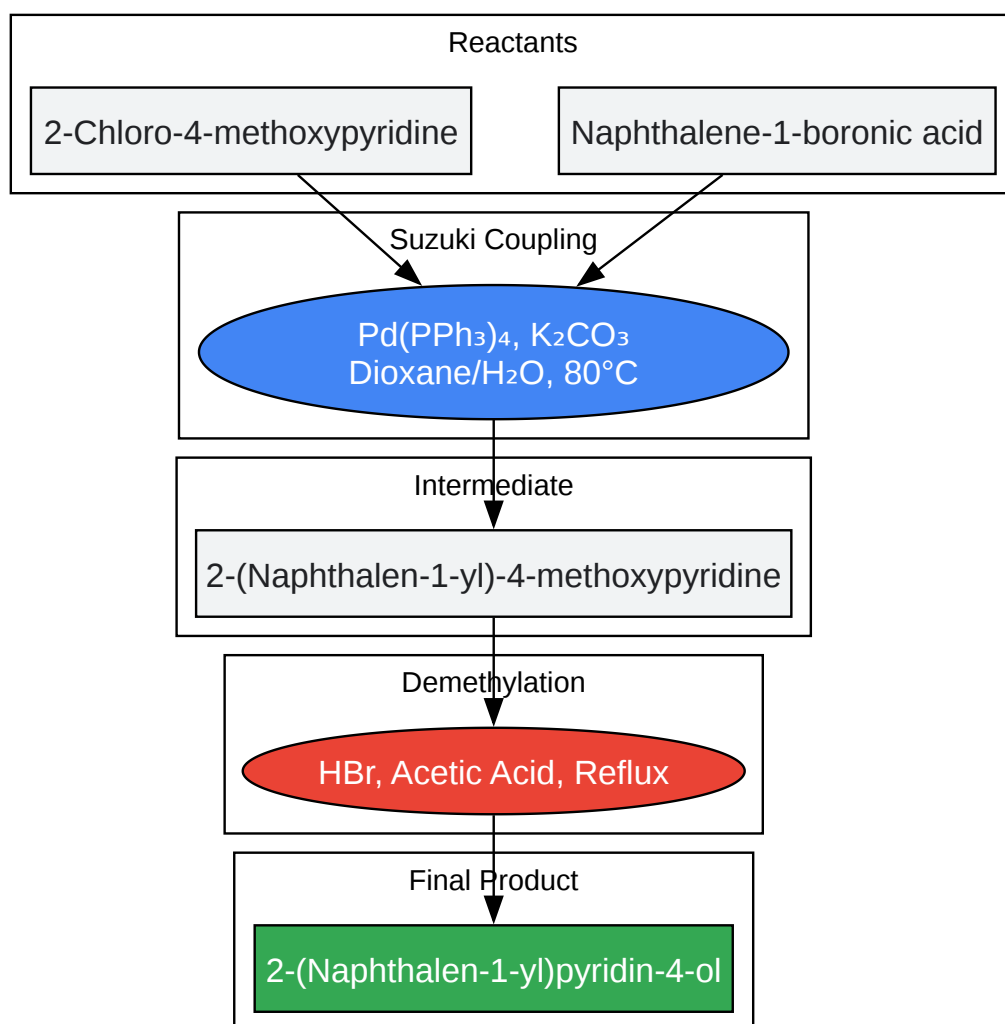 Reactants
2-Chloro-4-methoxypyridine
Naphthalene-1-boronic acid
Suzuki Coupling
Pd(PPh₃)₄, K₂CO₃
Dioxane/H₂O, 80°C
Intermediate
2-(Naphthalen-1-yl)-4-methoxypyridine
Demethylation
HBr, Acetic Acid, Reflux
Final Product
2-(Naphthalen-1-yl)pyridin-4-ol